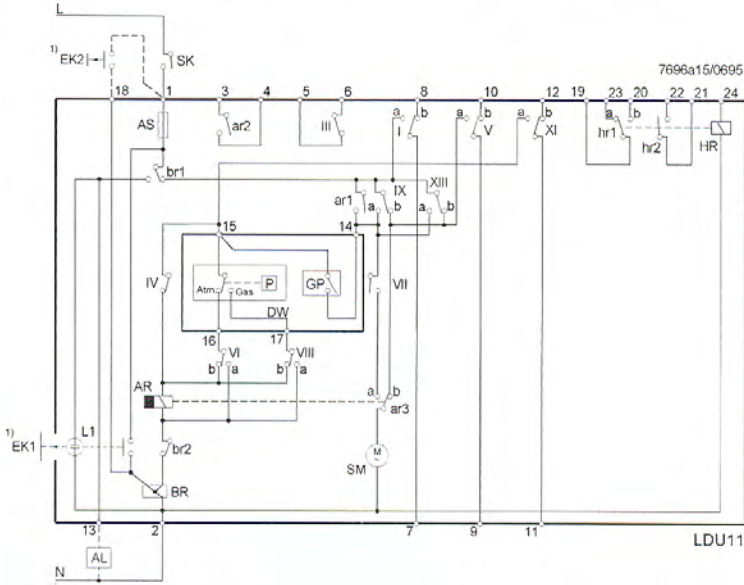 L
1) EK2
SK
7696a15/0695
18 1 3 4 5 6 8 10 12 19 23 20 22 21 24
AS
ar2
III
a b
I
a b
V
a b
XI
a b
hr1
hr2
HR
br1
ar1
IX
a b
XIII
a b
15
14
IV
Atm
Gas
P
GP
VII
DW
16
17
VI
b a
VIII
b a
AR
a b
ar3
1) EK1
L1
br2
M
~
SM
BR
13 2 7 9 11
LDU11
AL
N